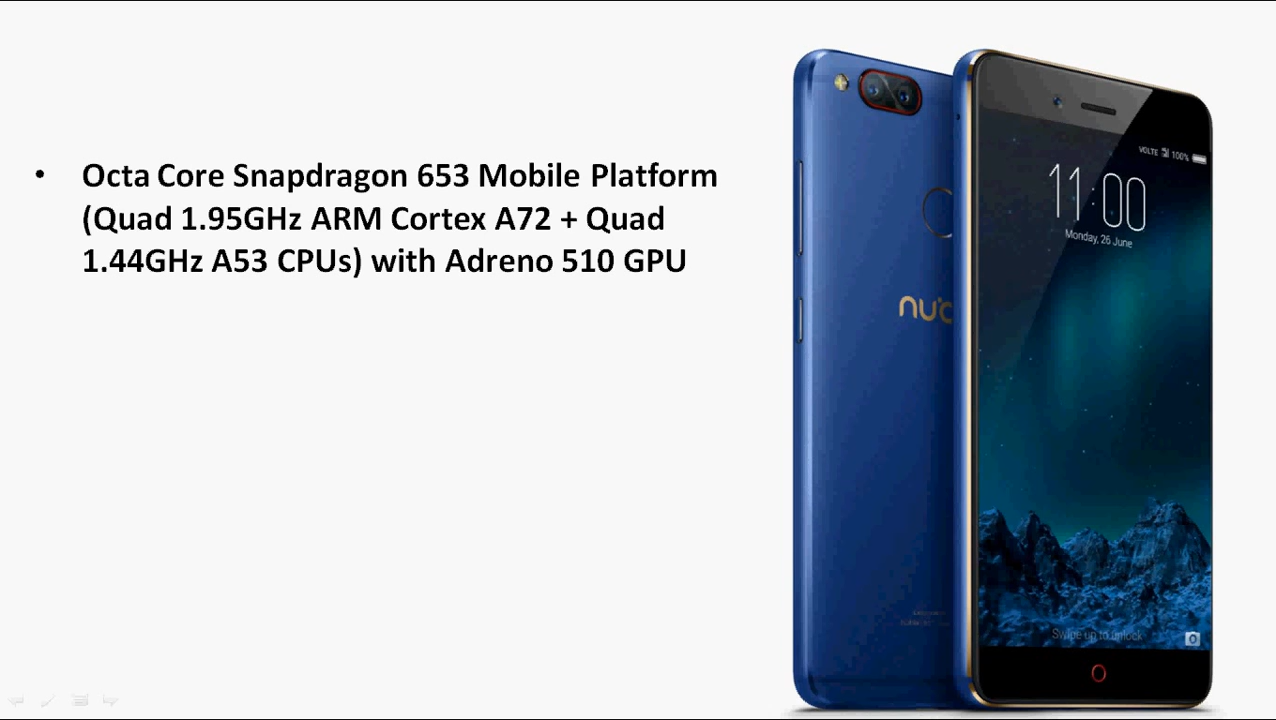 • Octa Core Snapdragon 653 Mobile Platform
(Quad 1.95GHz ARM Cortex A72 + Quad
1.44GHz A53 CPUs) with Adreno 510 GPU
VOLTE 100%
11:00
Monday, 26 June
Swipe up to unlock